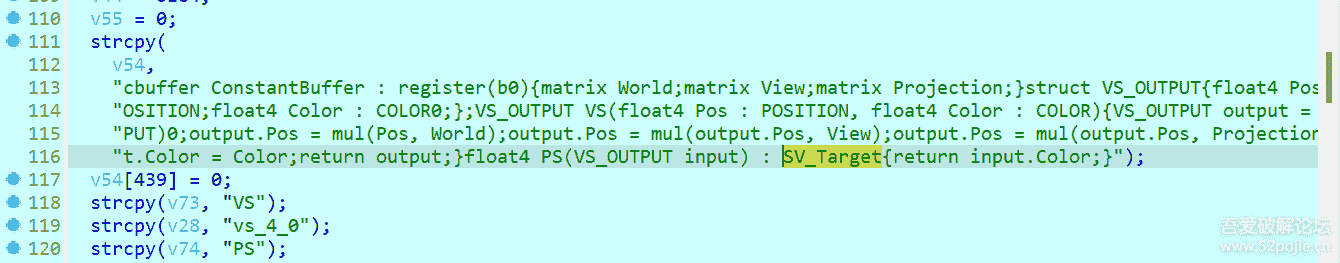 110 v55 = 0;
111 strcpy(
112 v54,
113 "cbuffer ConstantBuffer : register(b0){matrix World;matrix View;matrix Projection;}struct VS_OUTPUT{float4 Pos
114 "OSITION;float4 Color : COLOR0;};VS_OUTPUT VS(float4 Pos : POSITION, float4 Color : COLOR){VS_OUTPUT output =
115 "PUT)0;output.Pos = mul(Pos, World);output.Pos = mul(output.Pos, View);output.Pos = mul(output.Pos, Projection
116 "t.Color = Color;return output;}float4 PS(VS_OUTPUT input) : SV_Target{return input.Color;}");
117 v54[439] = 0;
118 strcpy(v73, "VS");
119 strcpy(v28, "vs_4_0");
120 strcpy(v74, "PS");
吾爱破解论坛
www.52pojie.cn